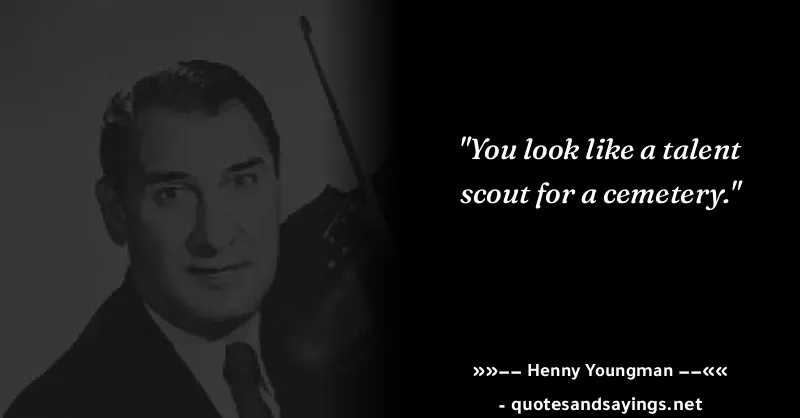 "You look like a talent
scout for a cemetery."
»»–– Henny Youngman ––««
- quotesandsayings.net